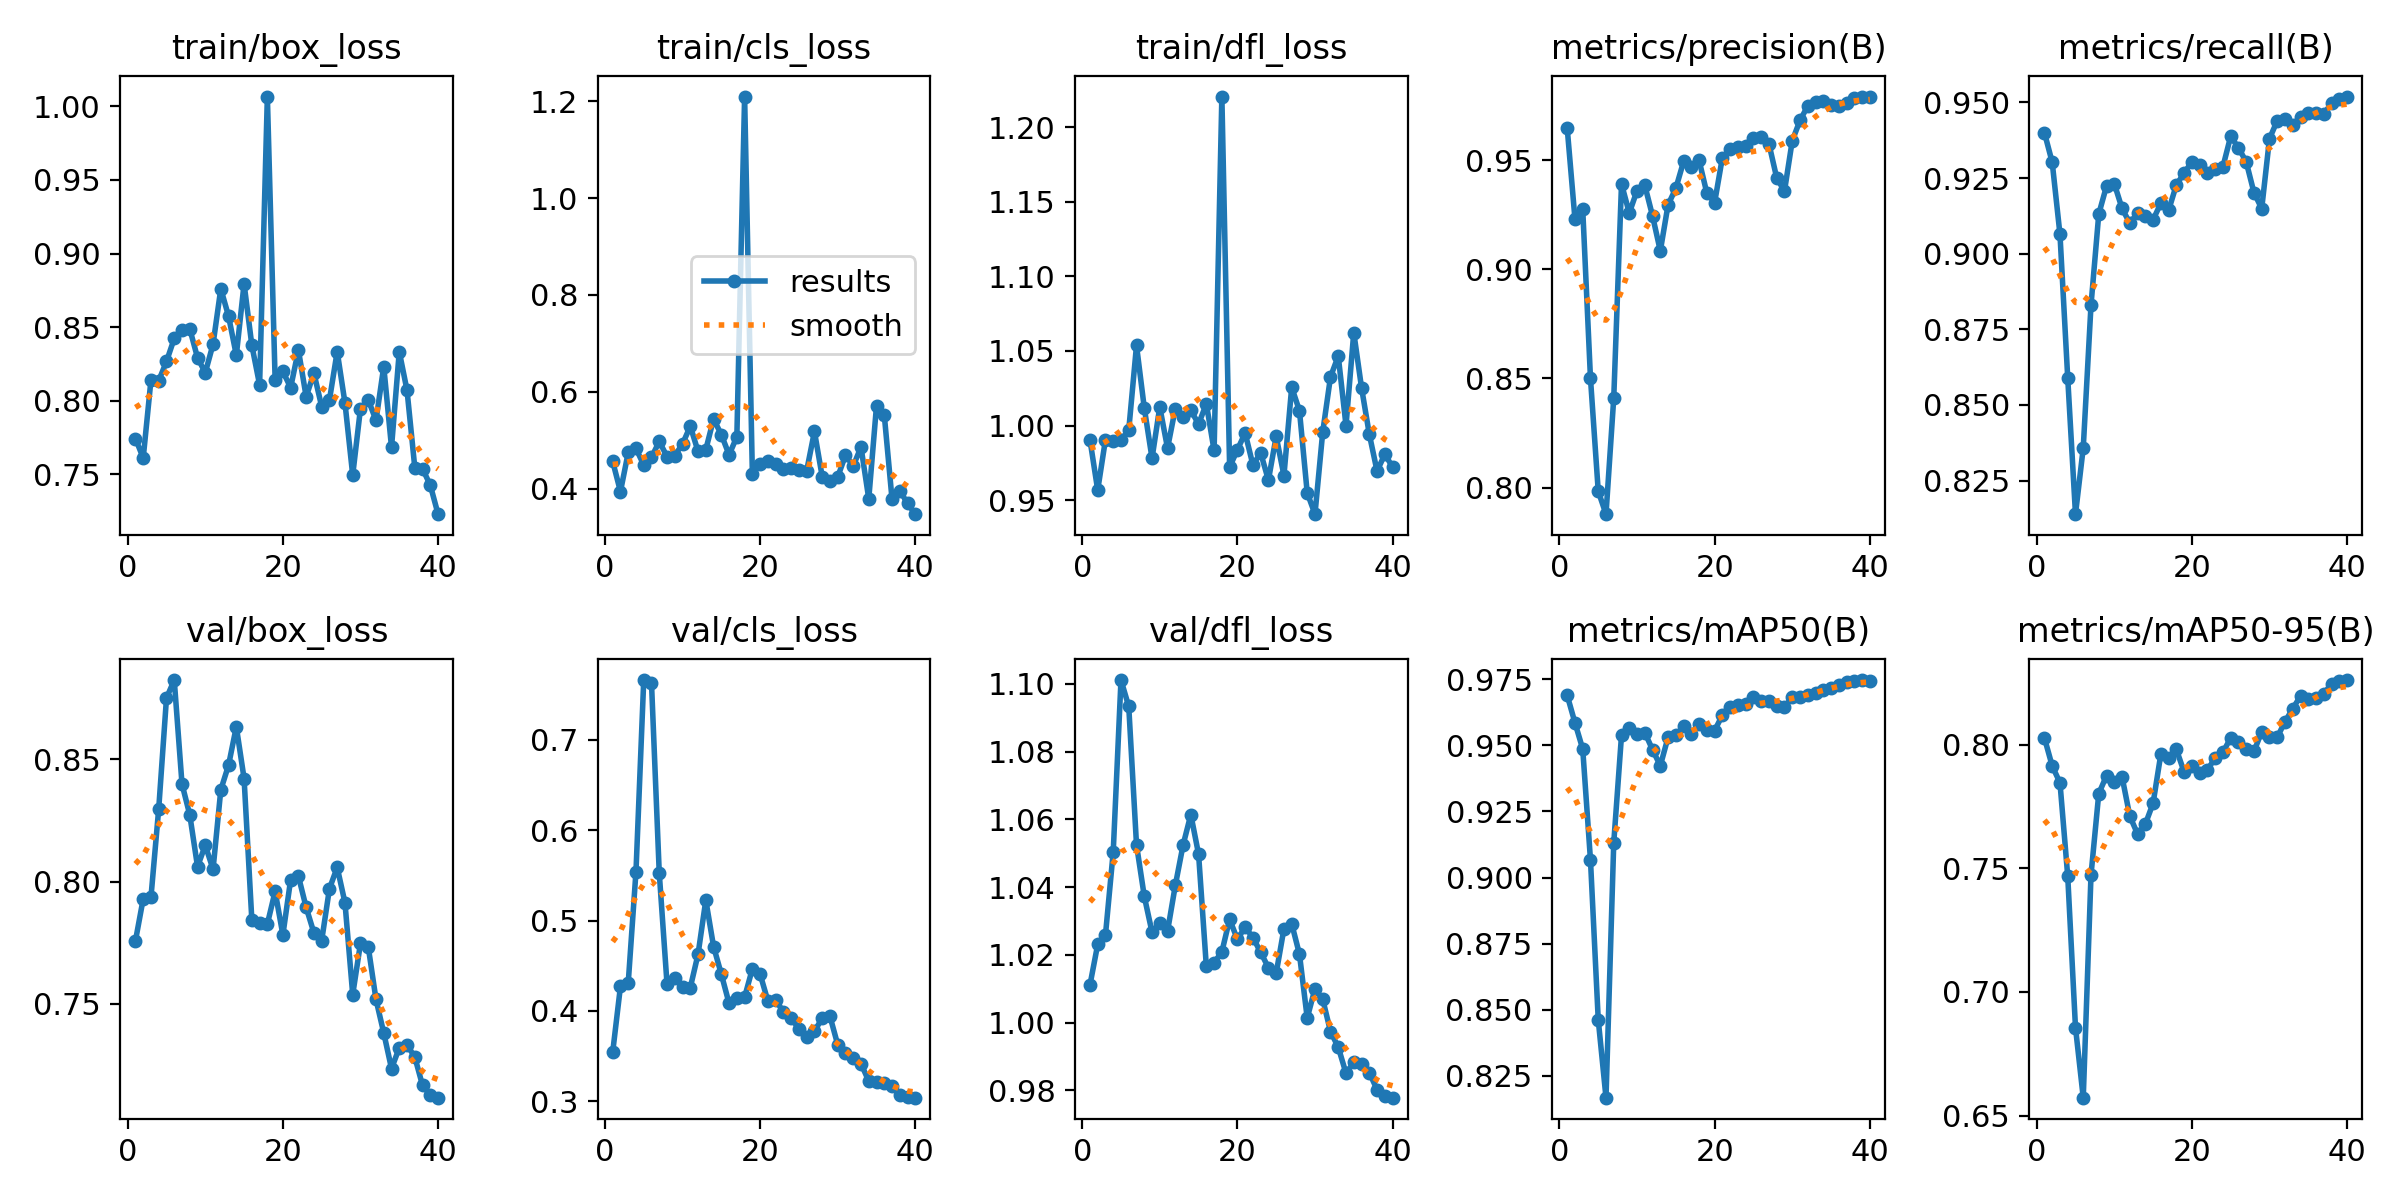 train/box_loss
train/cls_loss
train/dfl_loss
metrics/precision(B)
metrics/recall(B)
1.00
0.95
0.90
0.85
0.80
0.75
0 20 40
1.2
1.0
0.8
0.6
0.4
0 20 40
results
smooth
1.20
1.15
1.10
1.05
1.00
0.95
0 20 40
0.95
0.90
0.85
0.80
0 20 40
0.950
0.925
0.900
0.875
0.850
0.825
0 20 40
val/box_loss
val/cls_loss
val/dfl_loss
metrics/mAP50(B)
metrics/mAP50-95(B)
0.85
0.80
0.75
0 20 40
0.7
0.6
0.5
0.4
0.3
0 20 40
1.10
1.08
1.06
1.04
1.02
1.00
0.98
0 20 40
0.975
0.950
0.925
0.900
0.875
0.850
0.825
0 20 40
0.80
0.75
0.70
0.65
0 20 40